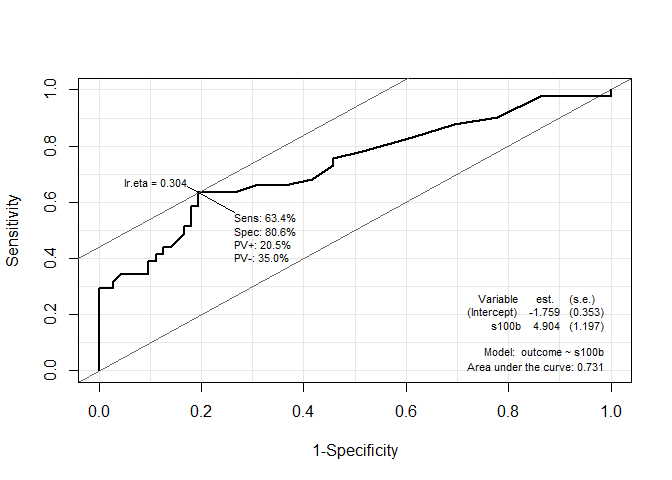 1.0
0.8
0.6
0.4
0.2
0.0
Sensitivity
lr.eta = 0.304
Sens: 63.4%
Spec: 80.6%
PV+: 20.5%
PV-: 35.0%
Variable est. (s.e.)
(Intercept) -1.759 (0.353)
s100b 4.904 (1.197)
Model: outcome ~ s100b
Area under the curve: 0.731
0.0 0.2 0.4 0.6 0.8 1.0
1-Specificity